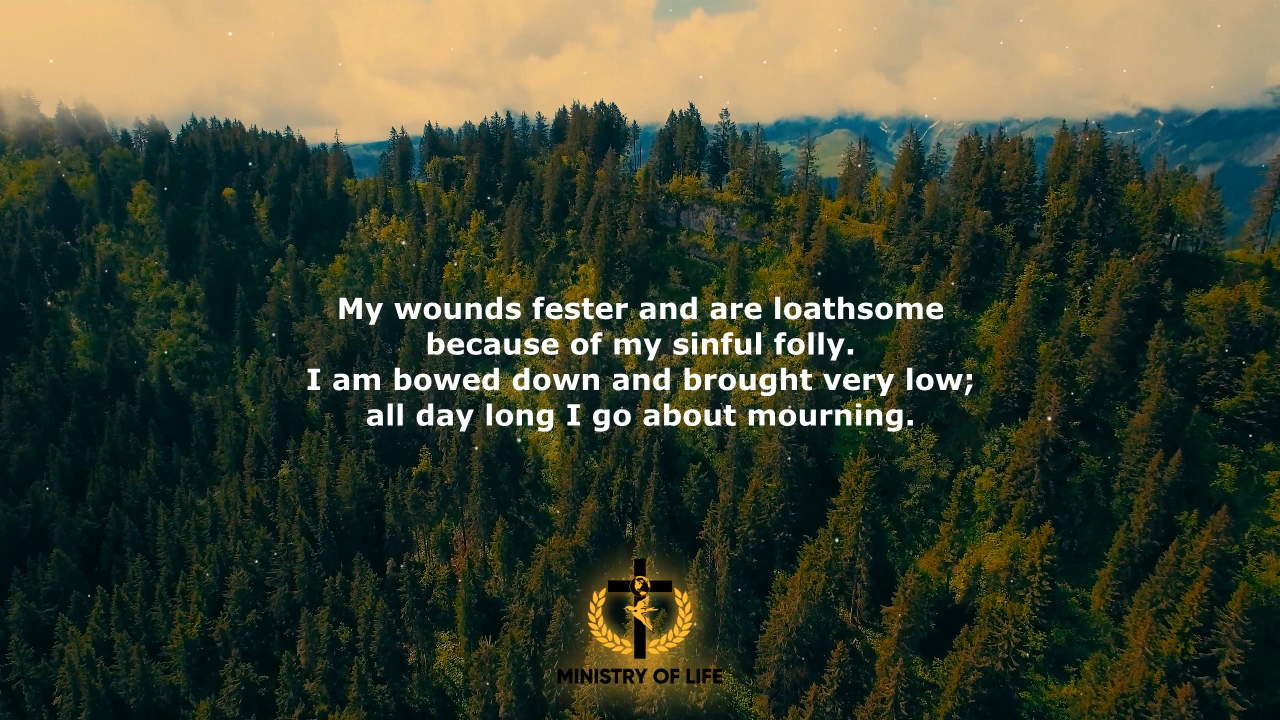 My wounds fester and are loathsome
because of my sinful folly.
I am bowed down and brought very low;
all day long I go about mourning.
MINISTRY OF LIFE